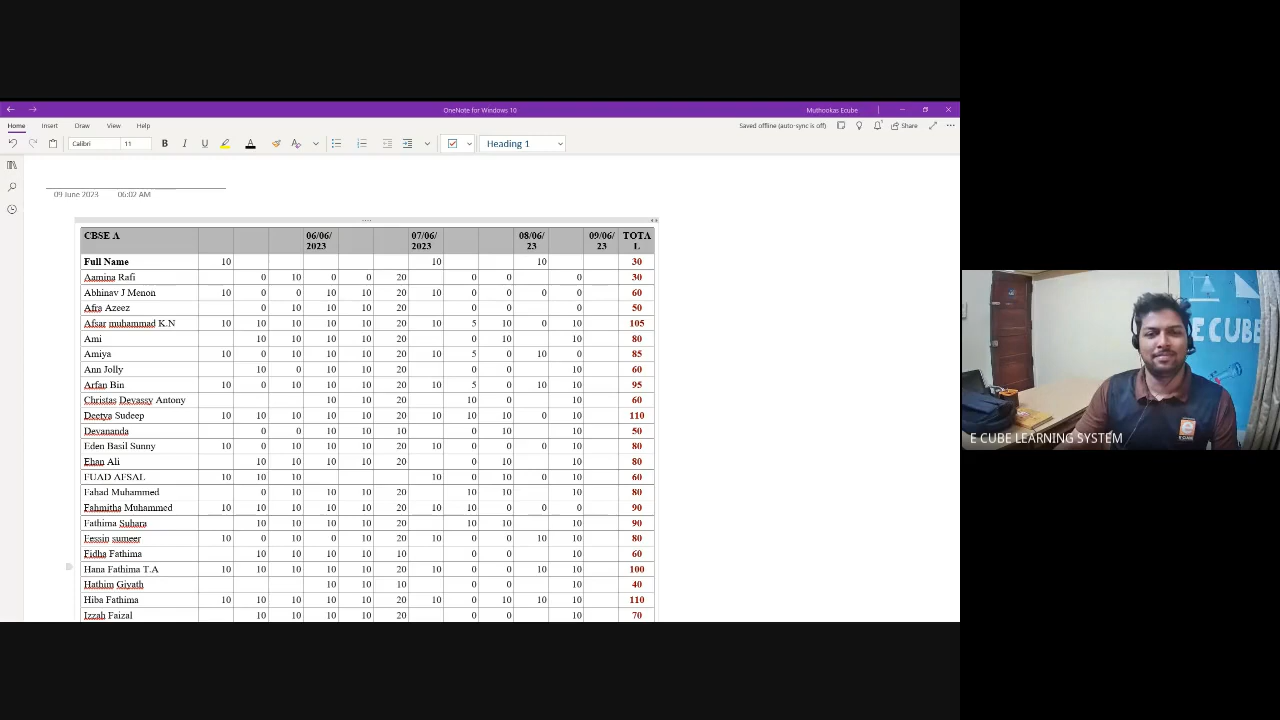 OneNote for Windows 10
Muthookas Ecube
Home Insert Draw View Help
Saved offline (auto-sync is off)
Share
Calibri 11 B I U A Heading 1
09 June 2023 06:02 AM
CBSE A 06/06/ 07/06/ 08/06/ 09/06/ TOTA
2023 2023 23 23 L
Full Name 10 10 10 30
Aamina Rafi 0 10 0 0 20 0 0 0 30
Abhinav J Menon 10 0 0 10 10 20 10 0 0 0 0 60
Afra Azeez 0 10 10 10 20 0 0 0 50
Afsar muhammad K.N 10 10 10 10 10 20 10 5 10 0 10 105
Ami 10 10 10 10 20 0 10 10 80
Amiya 10 0 10 10 10 20 10 5 0 10 0 85
Ann Jolly 10 0 10 10 20 0 0 10 60
Arfan Bin 10 0 10 10 10 20 10 5 0 10 10 95
Christas Devassy Antony 10 10 20 10 0 10 60
Deetya Sudeep 10 10 10 10 10 20 10 10 10 0 10 110
Devananda 0 0 10 10 10 0 10 10 50
Eden Basil Sunny 10 0 10 10 10 20 10 0 0 0 10 80
Ehan Ali 10 10 10 10 20 0 10 10 80
FUAD AFSAL 10 10 10 10 0 10 0 10 60
Fahad Muhammed 0 10 10 10 20 10 10 10 80
Fahmitha Muhammed 10 10 10 10 10 20 10 10 0 0 0 90
Fathima Suhara 10 10 10 10 20 10 10 10 90
Fessin sumeer 10 0 10 0 10 20 10 0 0 10 10 80
Fidha Fathima 10 10 10 10 10 0 0 10 60
Hana Fathima T.A 10 10 10 10 10 20 10 0 0 10 10 100
Hathim Giyath 10 10 10 0 0 10 40
Hiba Fathima 10 10 10 10 10 20 10 0 10 10 10 110
Izzah Faizal 10 10 10 10 20 0 0 10 70
E CUBE
E CUBE LEARNING SYSTEM